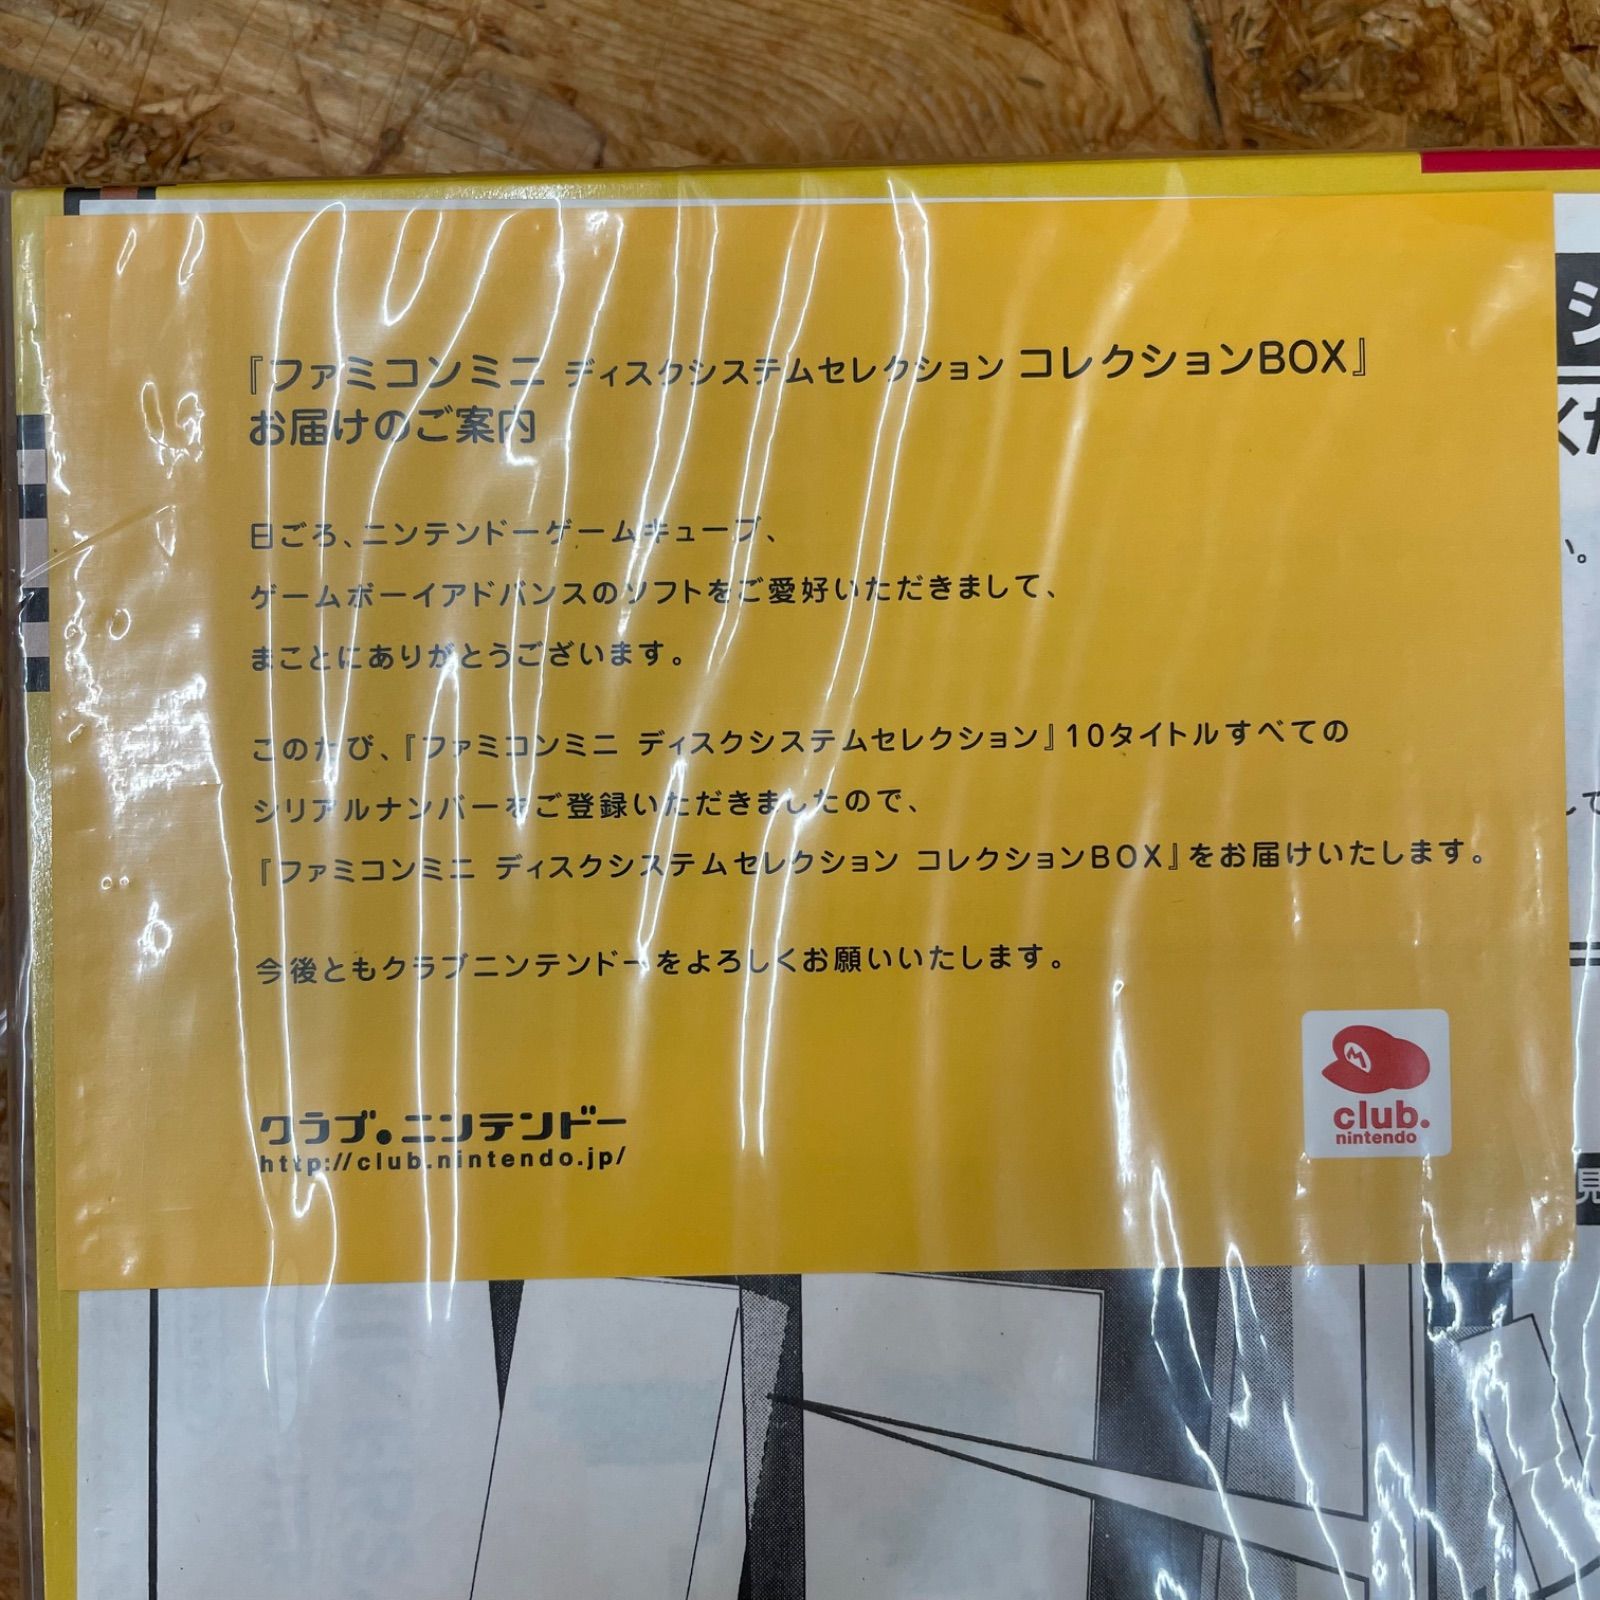 『ファミコンミニ ディスクシステムセレクション コレクションBOX』
お届けのご案内
日ごろ、ニンテンドーゲームキューブ、
ゲームボーイアドバンスのソフトをご愛好いただきまして、
まことにありがとうございます。
このたび、『ファミコンミニ ディスクシステムセレクション』10タイトルすべての
シリアルナンバーをご登録いただきましたので、
『ファミコンミニ ディスクシステムセレクション コレクションBOX』をお届けいたします。
今後ともクラブニンテンドーをよろしくお願いいたします。
クラブ。ニンテンドー
http://club.nintendo.jp/
M
club.
nintendo